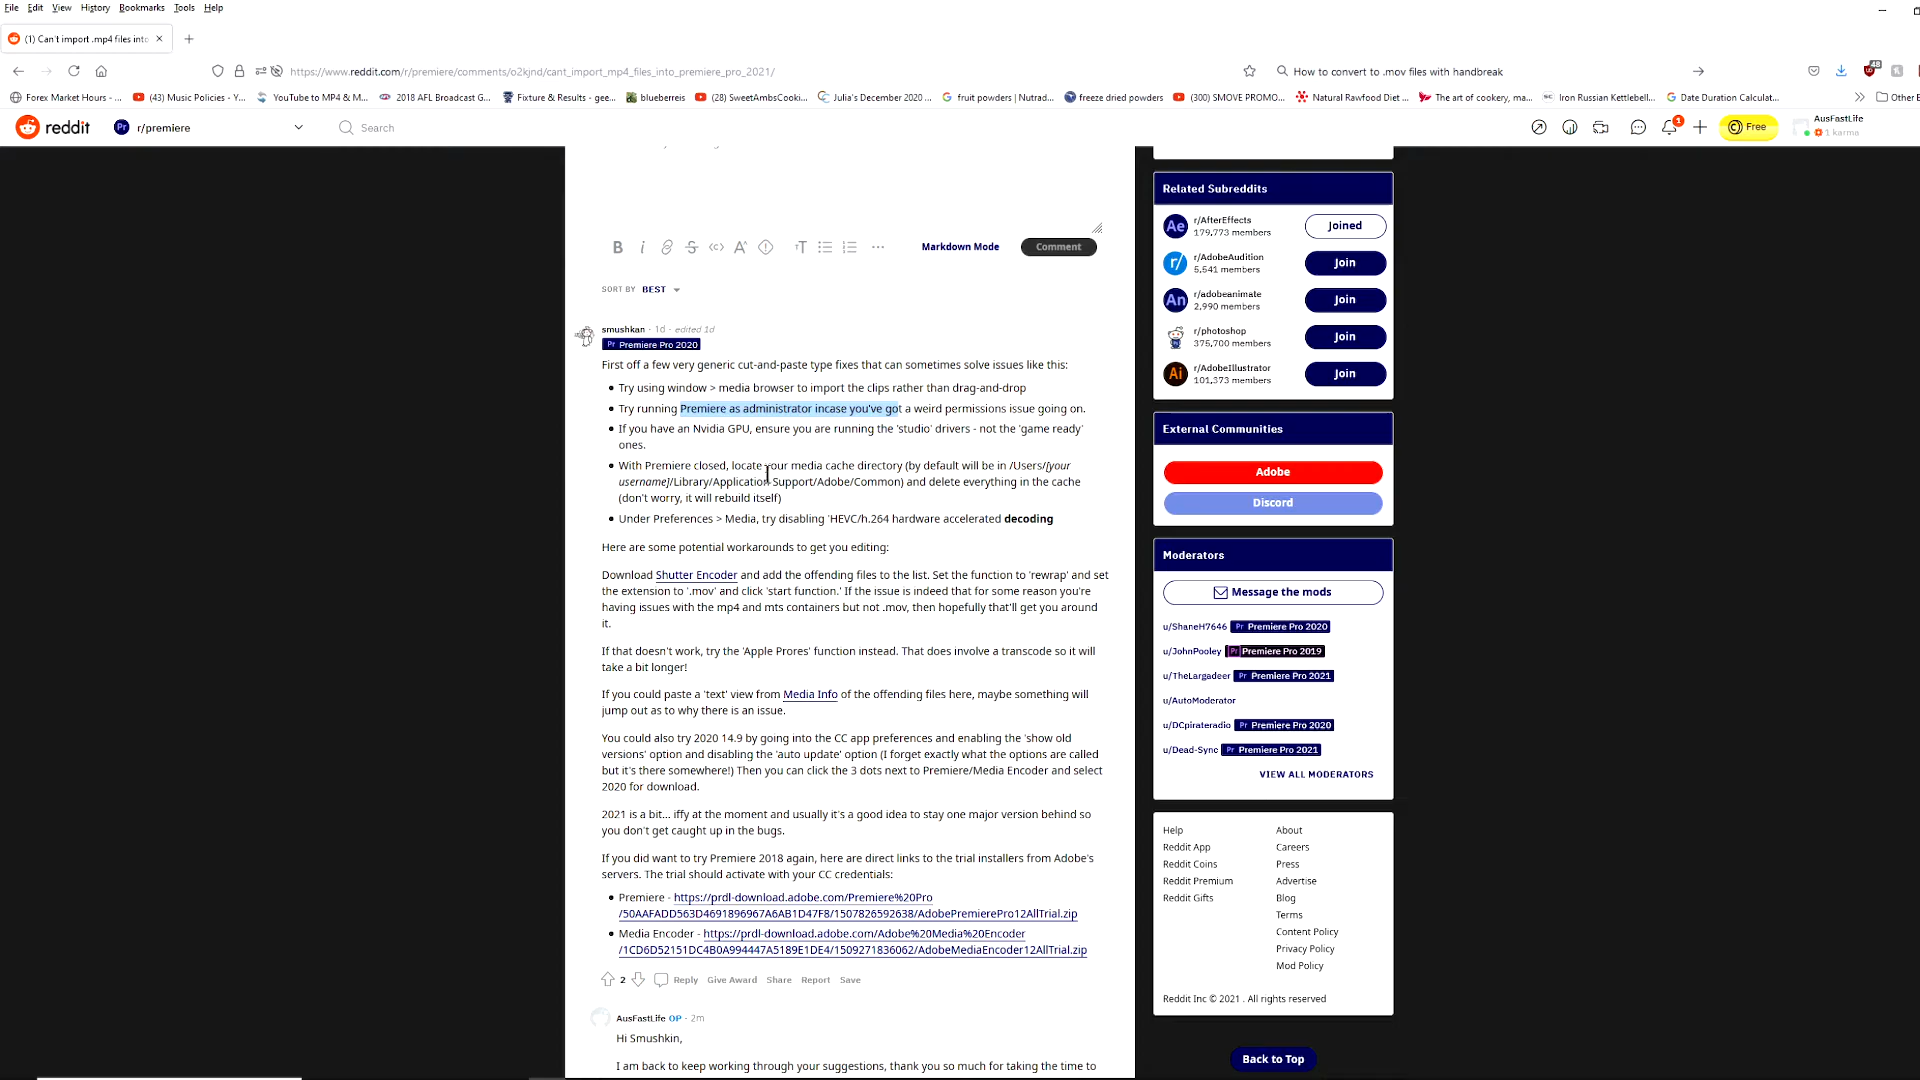 File Edit View History Bookmarks Tools Help
(1) Can't import .mp4 files into
https://www.reddit.com/r/premiere/comments/o2kjnd/cant_import_mp4_files_into_premiere_pro_2021/
How to convert to .mov files with handbreak
48
Forex Market Hours - ... (43) Music Policies - Y... YouTube to MP4 & M... 2018 AFL Broadcast G... Fixture & Results - gee... blueberreis (28) SweetAmbsCooki... Julia's December 2020 ... fruit powders | Nutrad... freeze dried powders (300) SMOVE PROMO... Natural Rawfood Diet ... The art of cookery, ma... Iron Russian Kettlebell... Date Duration Calculat... Other B
reddit r/premiere Search 1 Free AusFastLife
1 karma
Markdown Mode Comment
SORT BY BEST
smushkan · 1d · edited 1d
Pr Premiere Pro 2020
First off a few very generic cut-and-paste type fixes that can sometimes solve issues like this:
Try using window > media browser to import the clips rather than drag-and-drop
Try running Premiere as administrator incase you've got a weird permissions issue going on.
If you have an Nvidia GPU, ensure you are running the 'studio' drivers - not the 'game ready'
ones.
With Premiere closed, locate your media cache directory (by default will be in /Users/[your
username]/Library/Application Support/Adobe/Common) and delete everything in the cache
(don't worry, it will rebuild itself)
Under Preferences > Media, try disabling 'HEVC/h.264 hardware accelerated decoding
Here are some potential workarounds to get you editing:
Download Shutter Encoder and add the offending files to the list. Set the function to 'rewrap' and set
the extension to '.mov' and click 'start function.' If the issue is indeed that for some reason you're
having issues with the mp4 and mts containers but not .mov, then hopefully that'll get you around
it.
If that doesn't work, try the 'Apple Prores' function instead. That does involve a transcode so it will
take a bit longer!
If you could paste a 'text' view from Media Info of the offending files here, maybe something will
jump out as to why there is an issue.
You could also try 2020 14.9 by going into the CC app preferences and enabling the 'show old
versions' option and disabling the 'auto update' option (I forget exactly what the options are called
but it's there somewhere!) Then you can click the 3 dots next to Premiere/Media Encoder and select
2020 for download.
2021 is a bit... iffy at the moment and usually it's a good idea to stay one major version behind so
you don't get caught up in the bugs.
If you did want to try Premiere 2018 again, here are direct links to the trial installers from Adobe's
servers. The trial should activate with your CC credentials:
Premiere - https://prdl-download.adobe.com/Premiere%20Pro
/50AAFADD563D4691896967A6AB1D47F8/1507826592638/AdobePremierePro12AllTrial.zip
Media Encoder - https://prdl-download.adobe.com/Adobe%20Media%20Encoder
/1CD6D52151DC4B0A994447A5189E1DE4/1509271836062/AdobeMediaEncoder12AllTrial.zip
2 Reply Give Award Share Report Save
AusFastLife OP · 2m
Hi Smushkin,
I am back to keep working through your suggestions, thank you so much for taking the time to
Related Subreddits
r/AfterEffects
179,773 members
Joined
r/AdobeAudition
5,541 members
Join
r/adobeanimate
2,990 members
Join
r/photoshop
375,700 members
Join
r/AdobeIllustrator
101,373 members
Join
External Communities
Adobe
Discord
Moderators
Message the mods
u/ShaneH7646 Pr Premiere Pro 2020
u/JohnPooley Pr Premiere Pro 2019
u/TheLargadeer Pr Premiere Pro 2021
u/AutoModerator
u/DCpirateradio Pr Premiere Pro 2020
u/Dead-Sync Pr Premiere Pro 2021
VIEW ALL MODERATORS
Help About
Reddit App Careers
Reddit Coins Press
Reddit Premium Advertise
Reddit Gifts Blog
Terms
Content Policy
Privacy Policy
Mod Policy
Reddit Inc © 2021 . All rights reserved
Back to Top